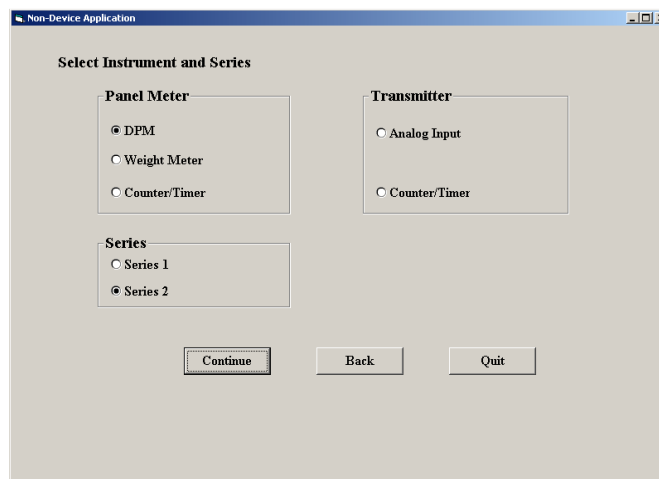 Non-Device Application
Select Instrument and Series
Panel Meter
DPM
Weight Meter
Counter/Timer
Transmitter
Analog Input
Counter/Timer
Series
Series 1
Series 2
Continue
Back
Quit